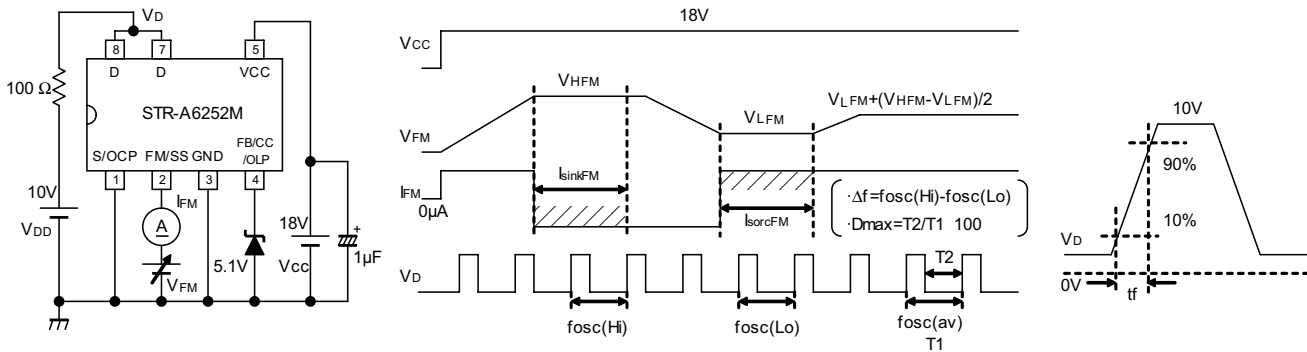 VD
8
7
5
D
D
VCC
100 Ω
STR-A6252M
S/OCP
FM/SS
GND
FB/CC
/OLP
1
2
3
4
10V
VDD
IFM
A
VFM
5.1V
18V
VCC
+
1µF
18V
VCC
VHFM
VLFM
VLFM+(VHFM-VLFM)/2
VFM
IFM
0µA
IsinkFM
IsorcFM
·Δf=fosc(Hi)-fosc(Lo)
·Dmax=T2/T1 100
VD
T2
fosc(Hi)
fosc(Lo)
fosc(av)
T1
10V
90%
10%
VD
0V
tf